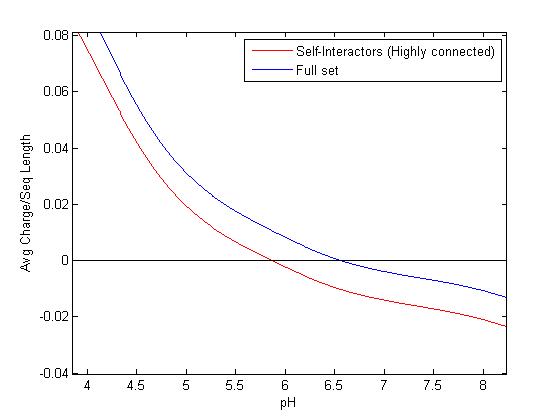 Self-Interactors (Highly connected)
Full set
Avg Charge/Seq Length
0.08
0.06
0.04
0.02
0
-0.02
-0.04
4 4.5 5 5.5 6 6.5 7 7.5 8
pH